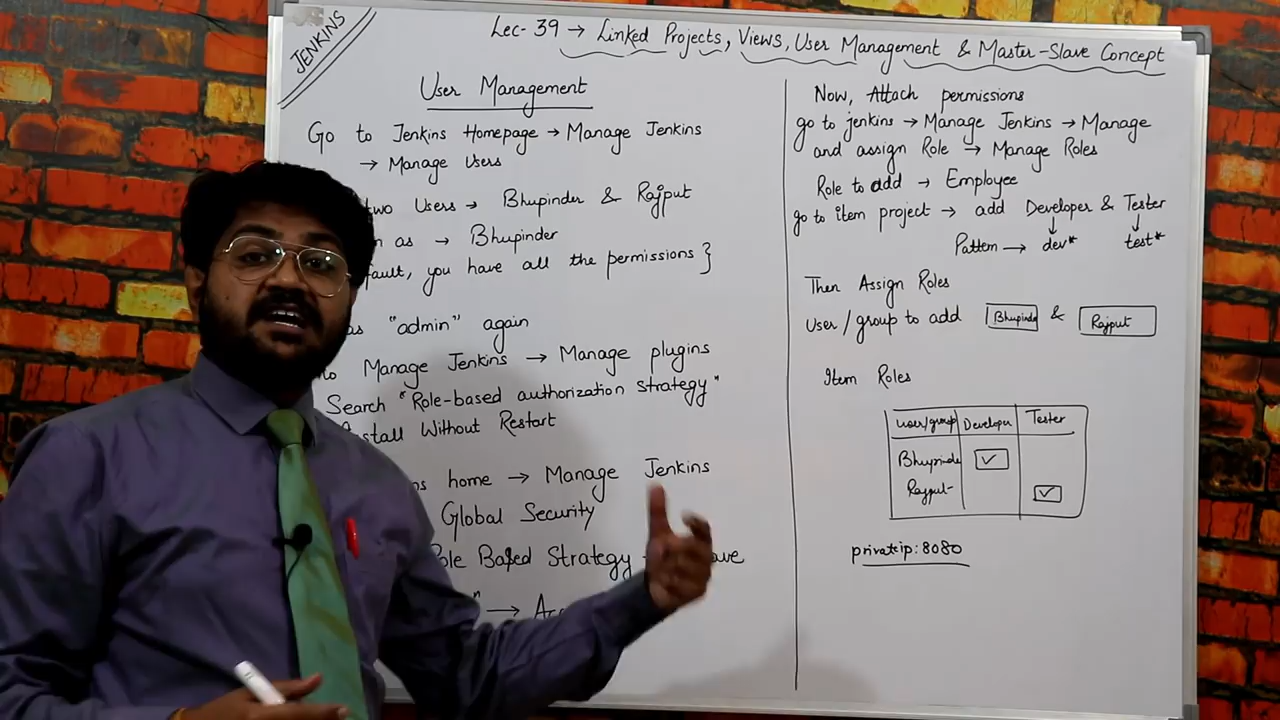 JENKINS
Lec-39 → Linked Projects, Views, User Management & Master-Slave Concept
User Management
Go to Jenkins Homepage → Manage Jenkins
→ Manage Users
two Users → Bhupinder & Rajput
as → Bhupinder
fault, you have all the permissions }
as "admin" again
Manage Jenkins → Manage plugins
Search "Role-based authorization strategy"
stall Without Restart
home → Manage Jenkins
Global Security
Role Based Strategy
→
Now, Attach permissions
go to jenkins → Manage Jenkins → Manage
and assign Role → Manage Roles
Role to add → Employee
go to item project → add Developer & Tester
Pattern → dev* test*
Then Assign Roles
User/group to add Bhupinder & Rajput
Item Roles
user/group Developer Tester
Bhupinder ✓
Rajput ✓
privateip:8080